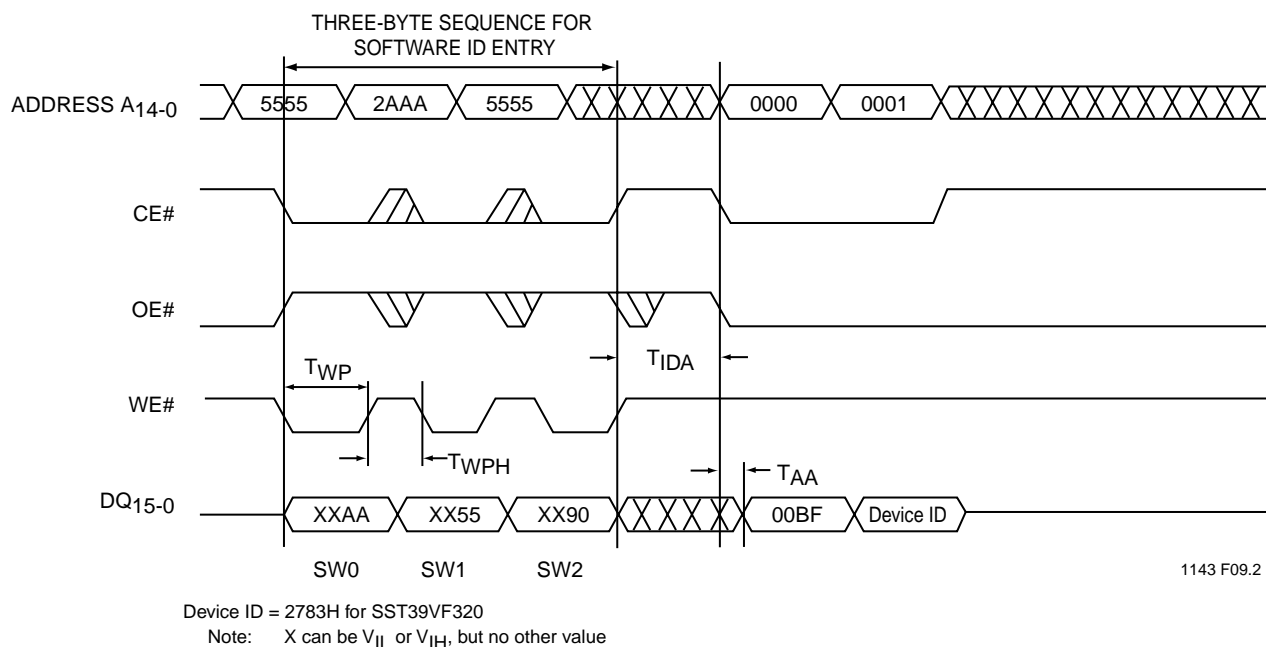 THREE-BYTE SEQUENCE FOR
SOFTWARE ID ENTRY
ADDRESS A14-0
5555 2AAA 5555 0000 0001
CE#
OE#
TWP TIDA
WE#
TWPH TAA
DQ15-0
XXAA XX55 XX90 00BF Device ID
SW0 SW1 SW2
1143 F09.2
Device ID = 2783H for SST39VF320
Note: X can be VIL or VIH, but no other value